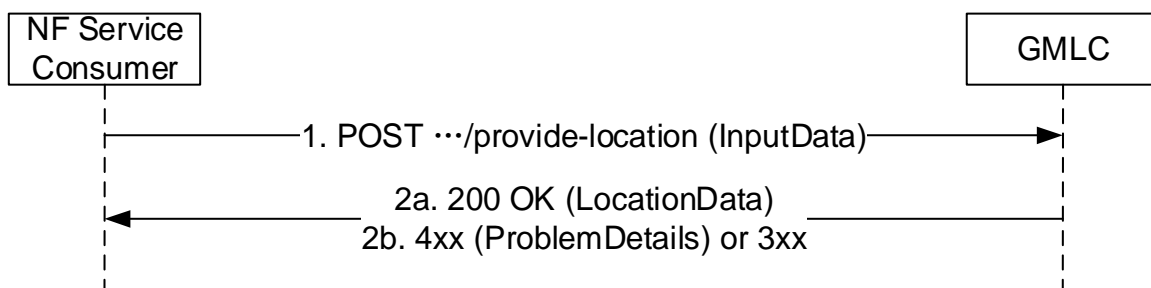 NF Service
Consumer
GMLC
1. POST …/provide-location (InputData)
2a. 200 OK (LocationData)
2b. 4xx (ProblemDetails) or 3xx